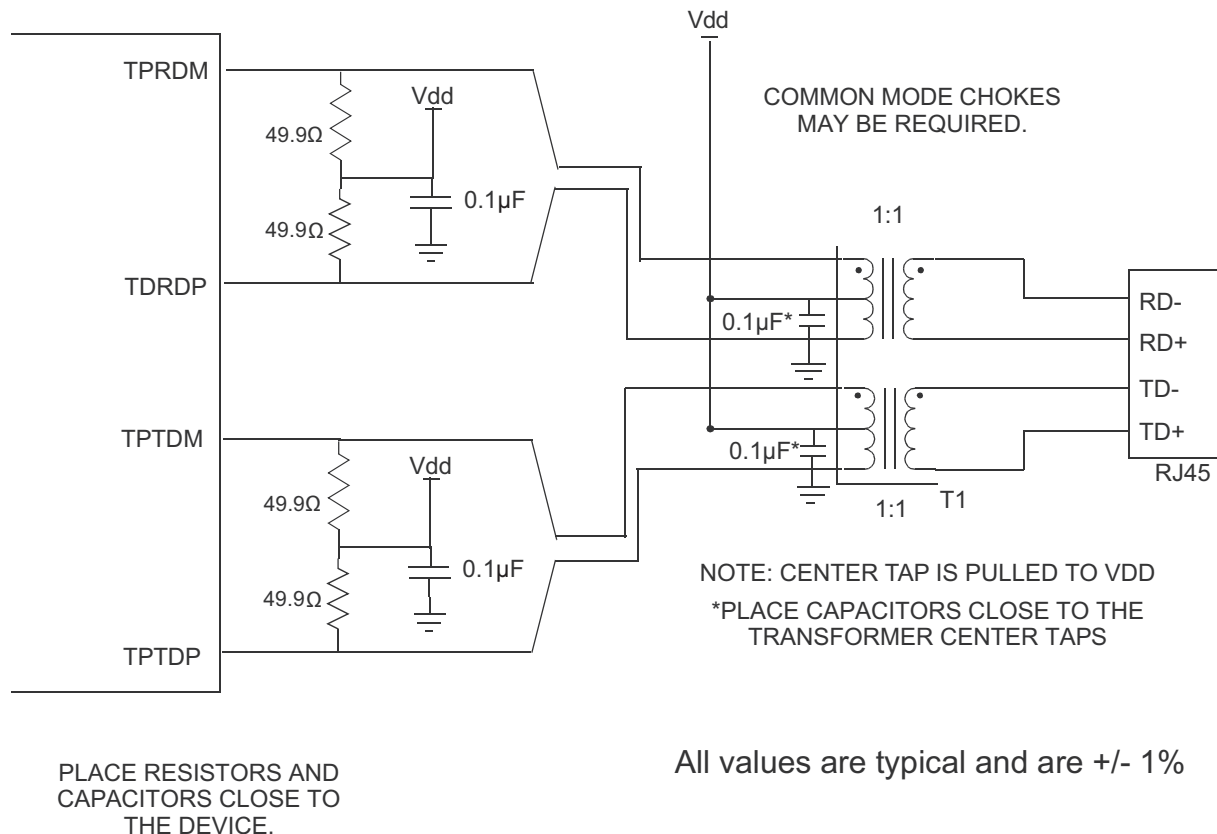 Vdd
TPRDM
Vdd
COMMON MODE CHOKES
MAY BE REQUIRED.
49.9Ω
0.1µF
49.9Ω
1:1
TDRDP
RD-
0.1µF*
RD+
TPTDM
TD-
TD+
0.1µF*
Vdd
RJ45
49.9Ω
1:1
T1
0.1µF
NOTE: CENTER TAP IS PULLED TO VDD
49.9Ω
*PLACE CAPACITORS CLOSE TO THE
TRANSFORMER CENTER TAPS
TPTDP
All values are typical and are +/- 1%
PLACE RESISTORS AND
CAPACITORS CLOSE TO
THE DEVICE.